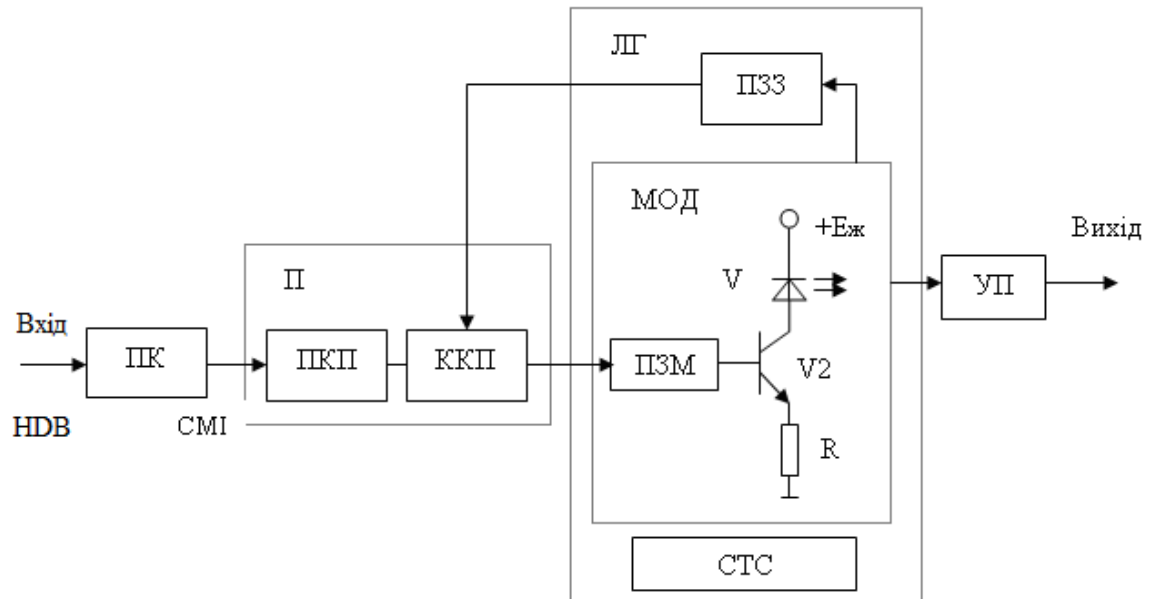 ЛГ
ПЗЗ
МОД
+Eж
Вихід
П
V
УП
Вхід
ПК
ПКП
ККП
ПЗМ
V2
HDB
CMI
R
СТС